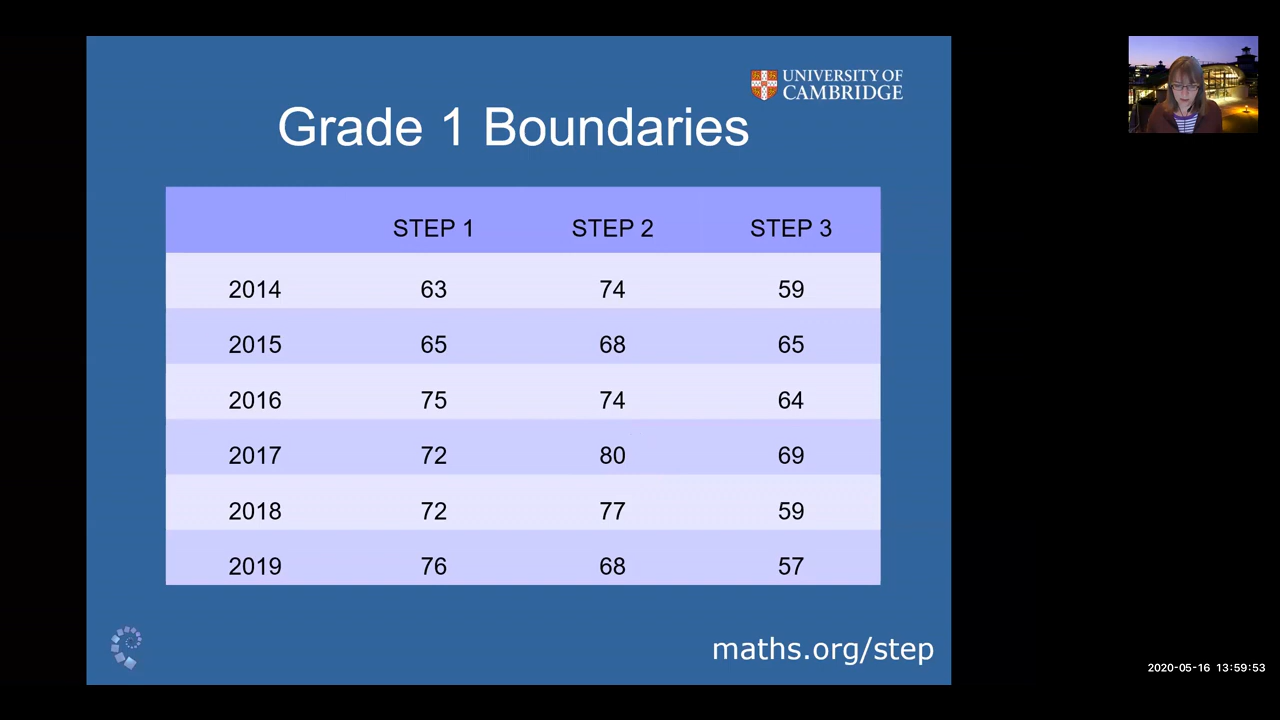 UNIVERSITY OF
CAMBRIDGE
Grade 1 Boundaries
STEP 1 STEP 2 STEP 3
2014 63 74 59
2015 65 68 65
2016 75 74 64
2017 72 80 69
2018 72 77 59
2019 76 68 57
maths.org/step
2020-05-16 13:59:53